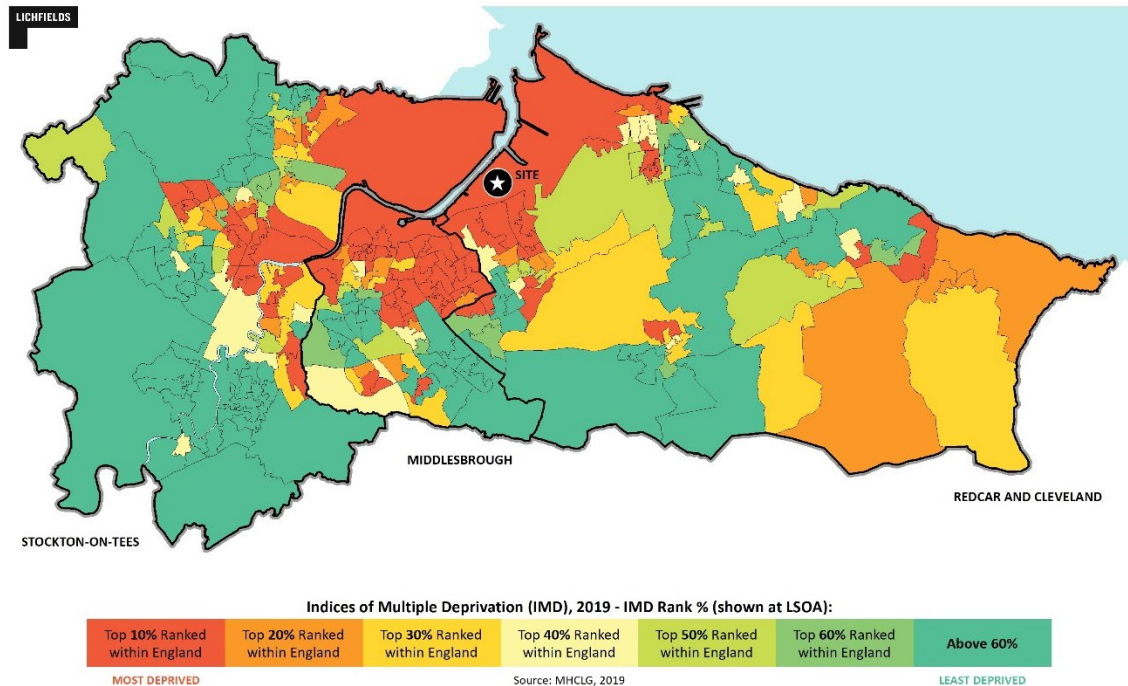 LICHFIELDS
SITE
MIDDLESBROUGH
REDCAR AND CLEVELAND
STOCKTON-ON-TEES
Indices of Multiple Deprivation (IMD), 2019 - IMD Rank % (shown at LSOA):
Top 10% Ranked within England
Top 20% Ranked within England
Top 30% Ranked within England
Top 40% Ranked within England
Top 50% Ranked within England
Top 60% Ranked within England
Above 60%
MOST DEPRIVED
Source: MHCLG, 2019
LEAST DEPRIVED